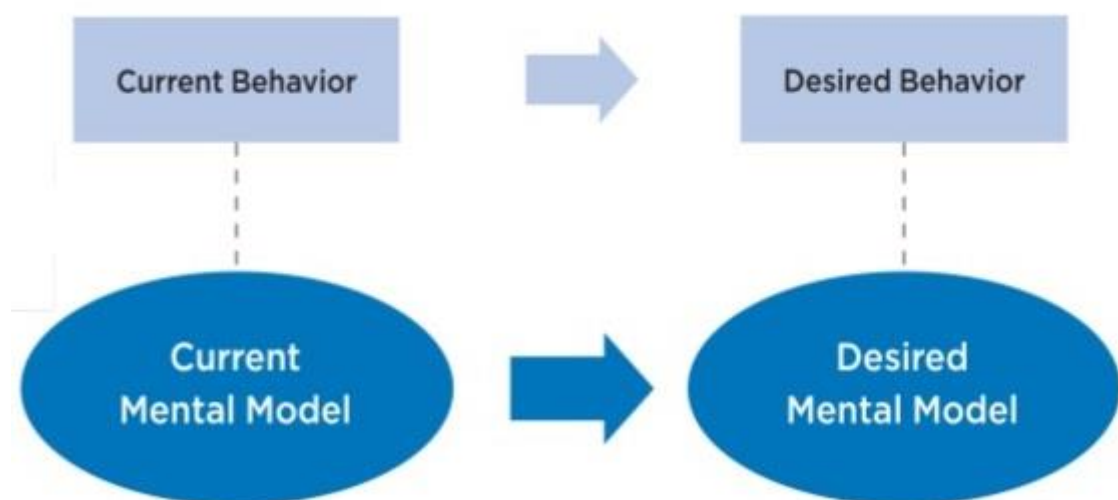 Current Behavior
Desired Behavior
Current
Mental Model
Desired
Mental Model